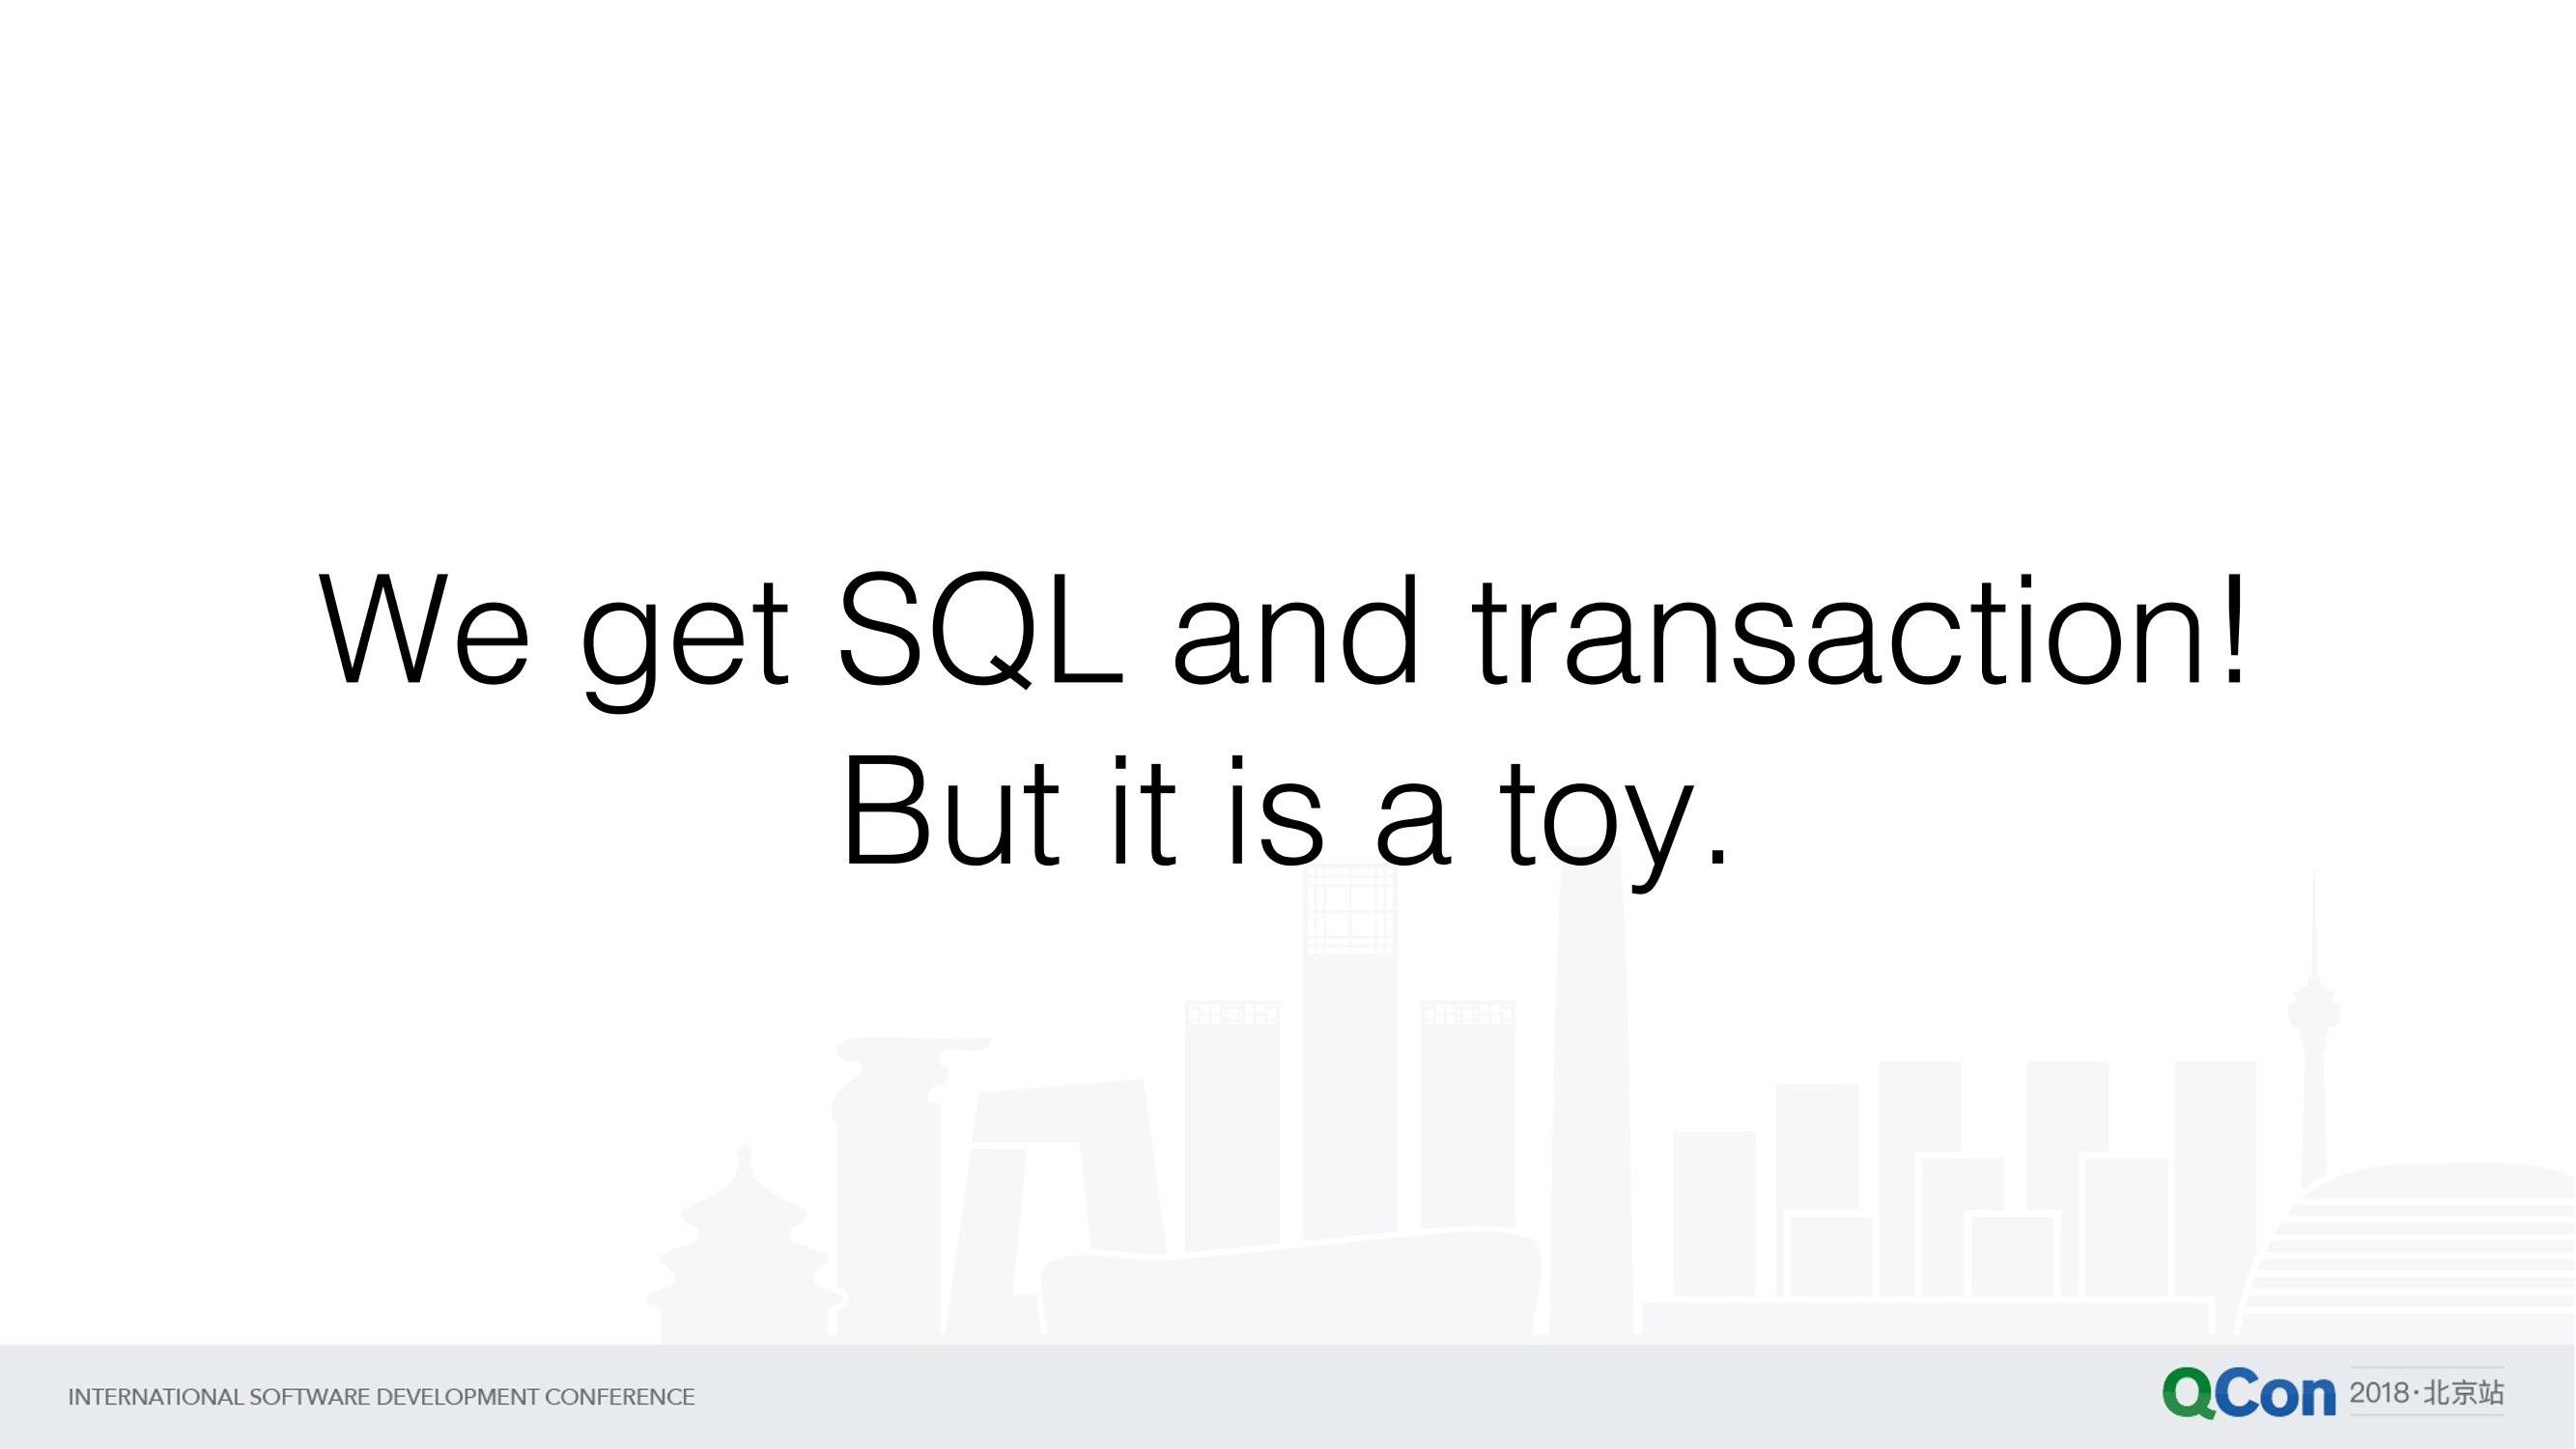 We get SQL and transaction!
But it is a toy.
INTERNATIONAL SOFTWARE DEVELOPMENT CONFERENCE
QCon 2018·北京站